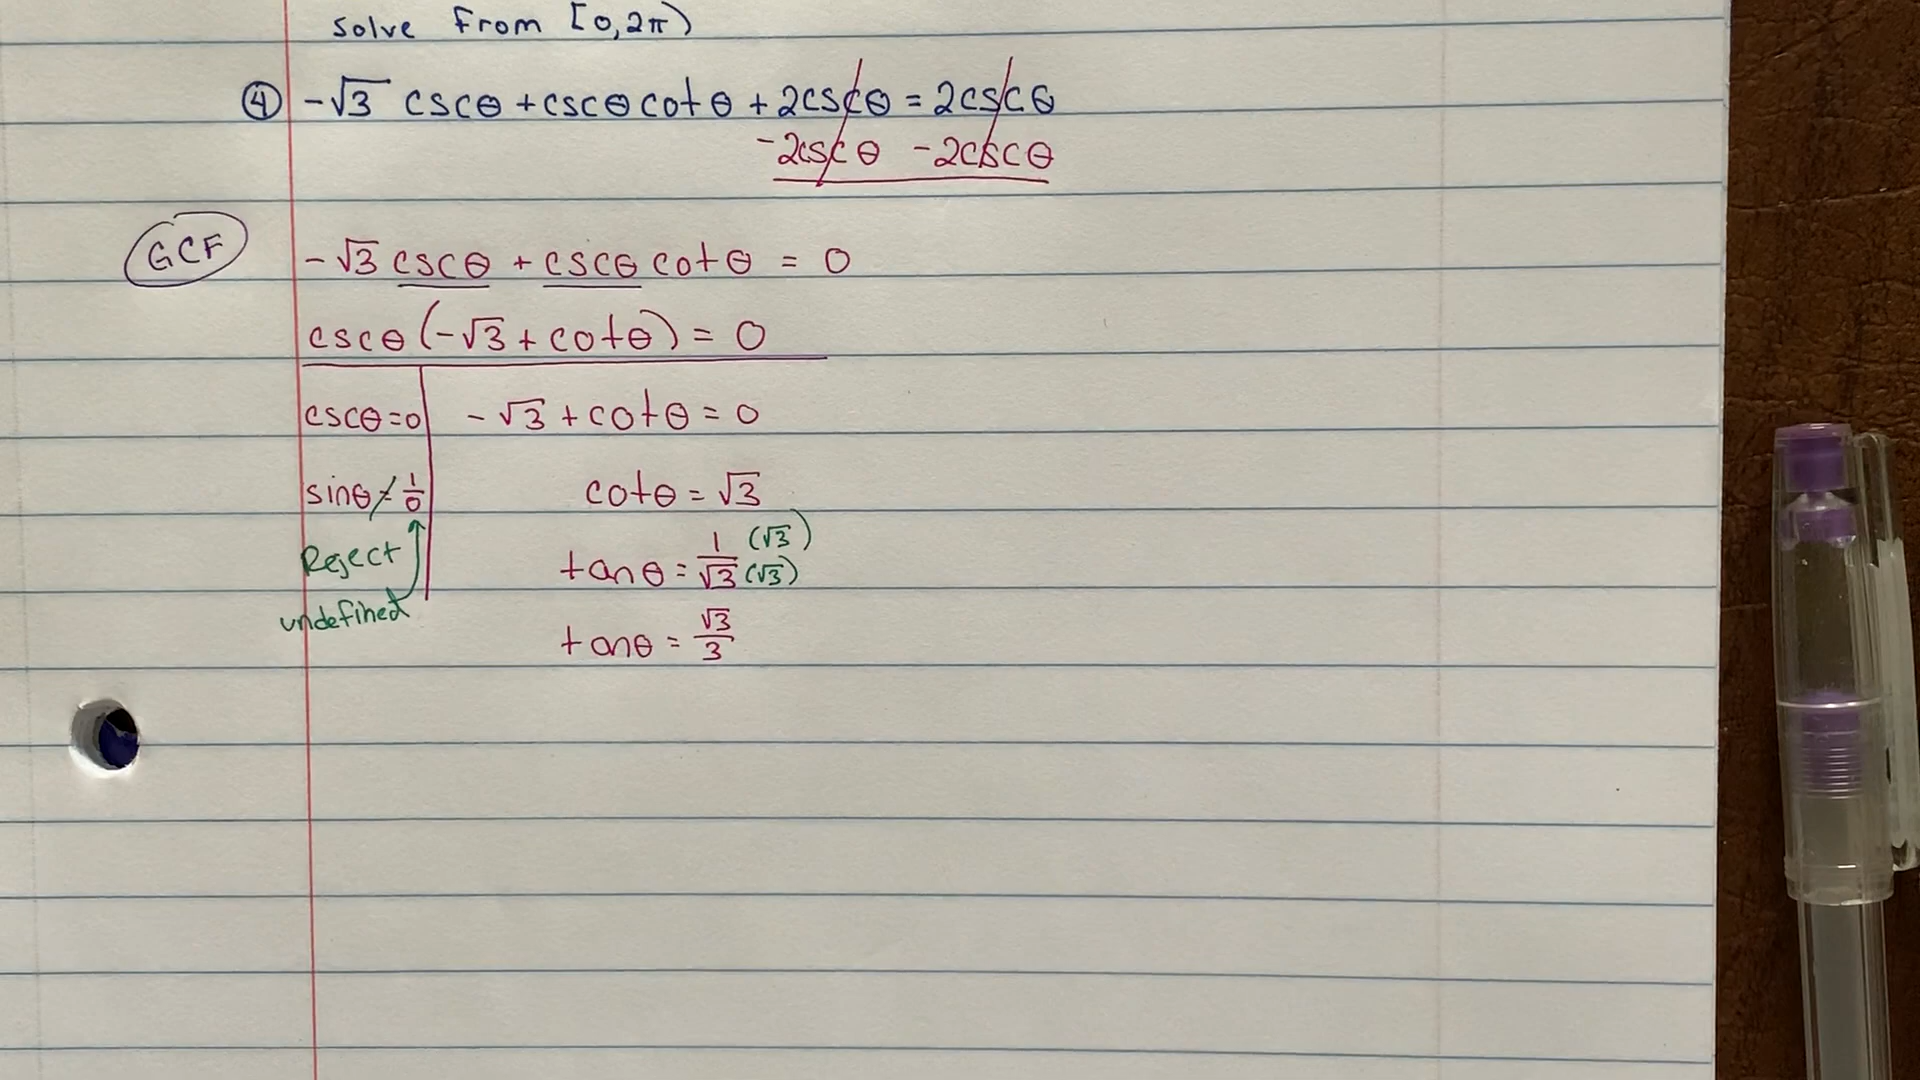 Solve from [0,2π)
④ -√3 cscθ + cscθ cotθ + 2cscθ = 2cscθ
-2cscθ -2cscθ
GCF -√3 cscθ + cscθ cotθ = 0
cscθ(-√3 + cotθ) = 0
cscθ=0 -√3 + cotθ = 0
sinθ≠1/0 cotθ = √3
Reject tanθ = 1/√3 (√3)/(√3)
undefined
tanθ = √3/3